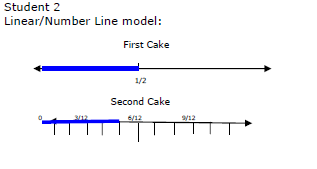 Student 2
Linear/Number Line model:
First Cake
1/2
Second Cake
0 3/12 6/12 9/12